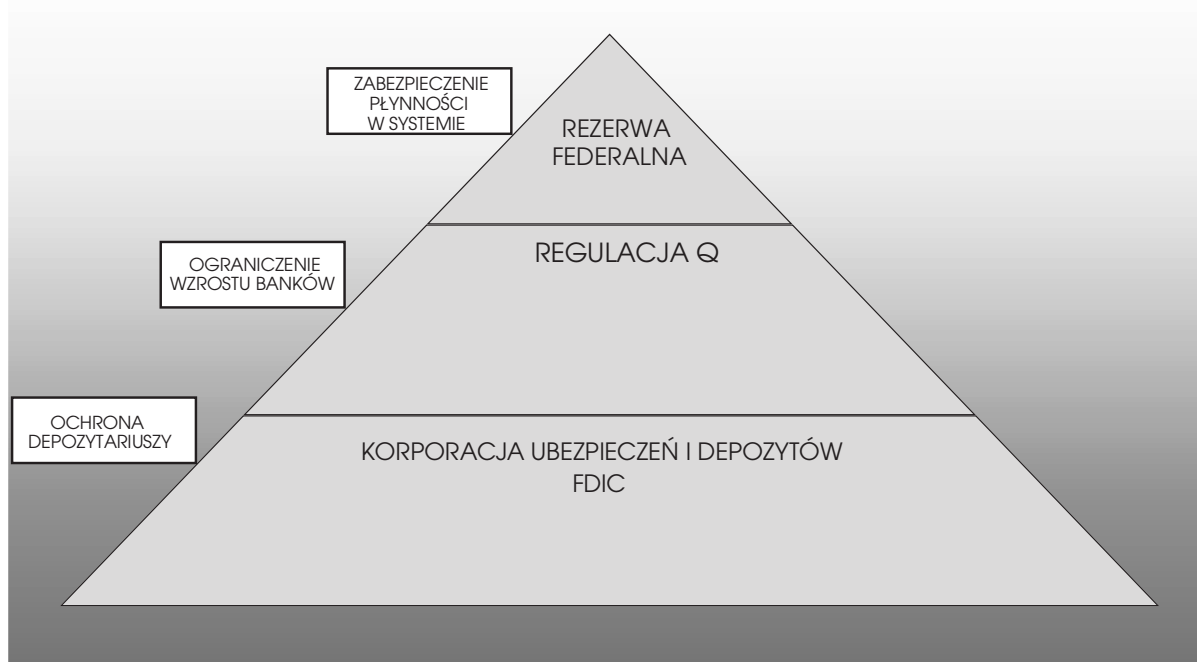 ZABEZPIECZENIE
PŁYNNOŚCI
W SYSTEMIE
REZERWA
FEDERALNA
OGRANICZENIE
WZROSTU BANKÓW
REGULACJA Q
OCHRONA
DEPOZYTARIUSZY
KORPORACJA UBEZPIECZEŃ I DEPOZYTÓW
FDIC